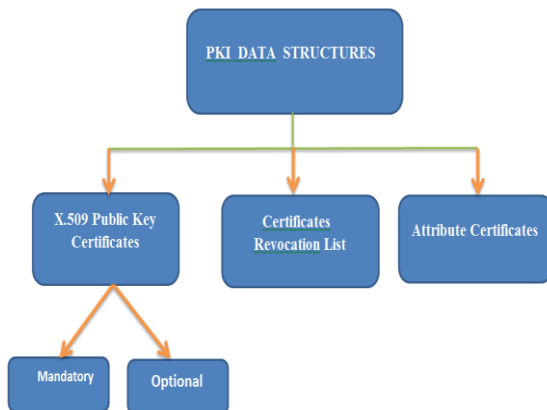 PKI DATA STRUCTURES
X.509 Public Key
Certificates
Certificates
Revocation List
Attribute Certificates
Mandatory
Optional